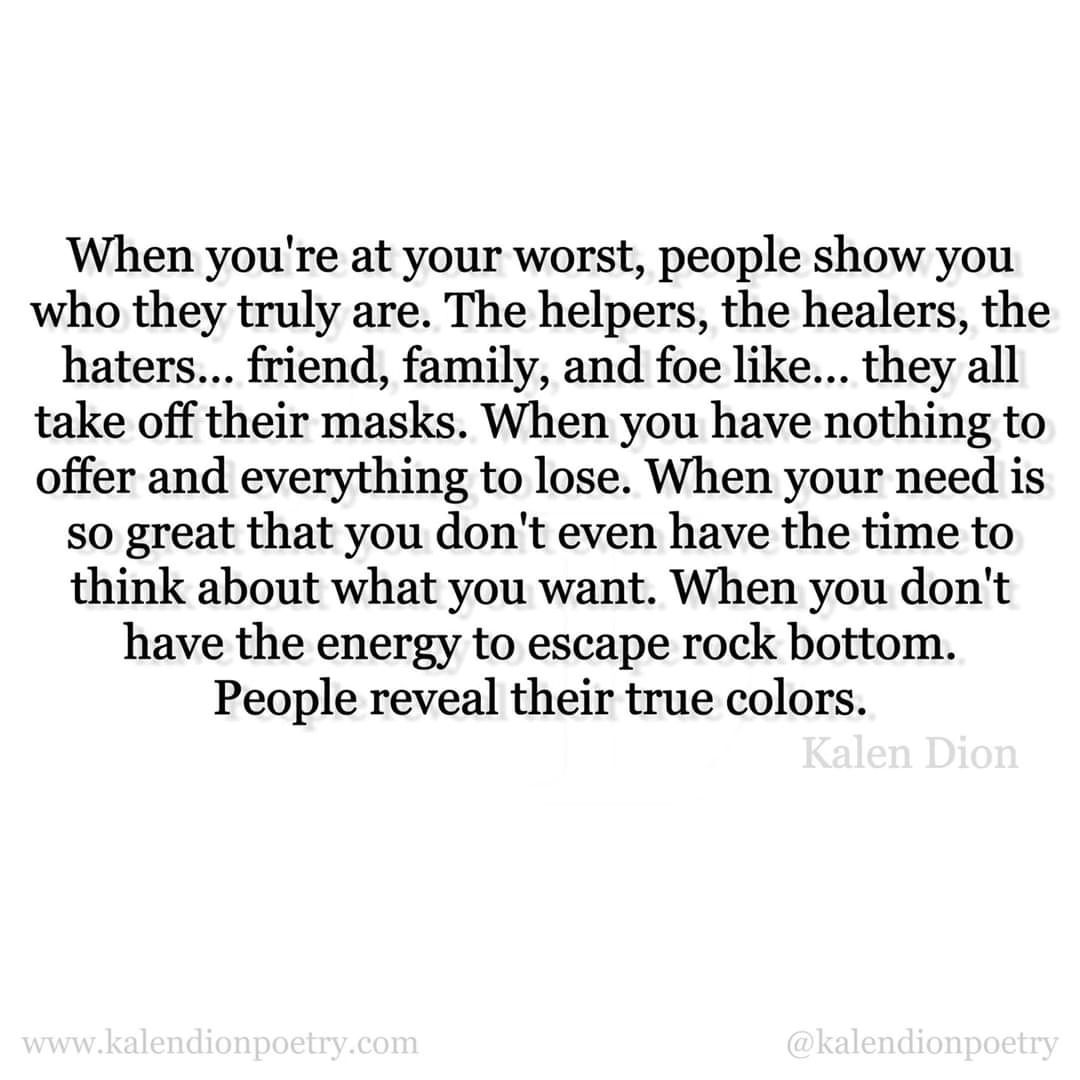 When you're at your worst, people show you
who they truly are. The helpers, the healers, the
haters... friend, family, and foe like... they all
take off their masks. When you have nothing to
offer and everything to lose. When your need is
so great that you don't even have the time to
think about what you want. When you don't
have the energy to escape rock bottom.
People reveal their true colors.
Kalen Dion
www.kalendionpoetry.com
@kalendionpoetry